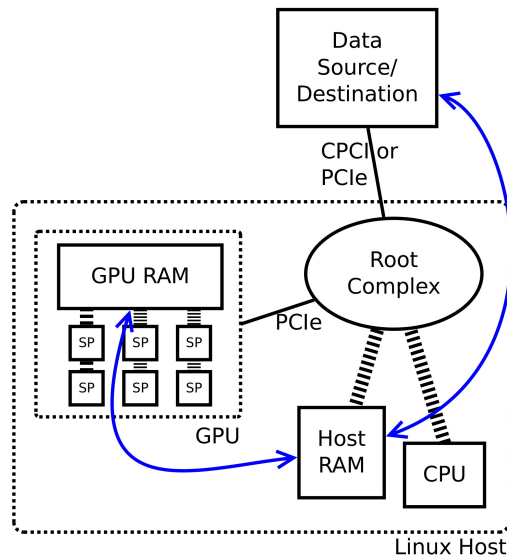 Data
Source/
Destination
CPCI or
PCIe
Root
Complex
GPU RAM
PCIe
SP SP SP
SP SP SP
GPU
Host
RAM
CPU
Linux Host